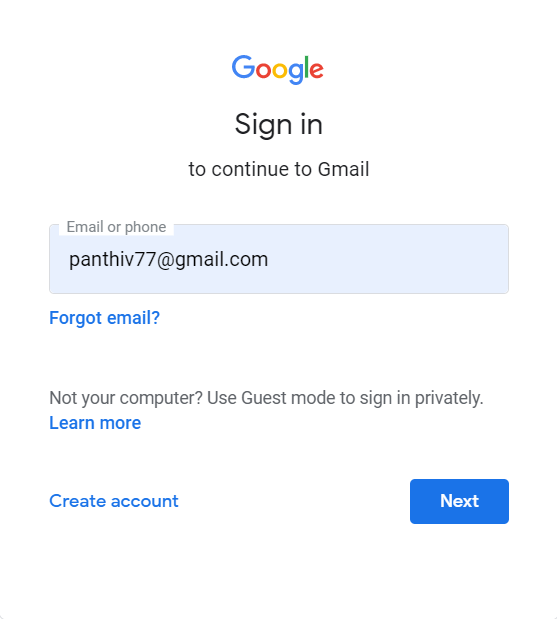 Google
Sign in
to continue to Gmail
Email or phone
panthiv77@gmail.com
Forgot email?
Not your computer? Use Guest mode to sign in privately.
Learn more
Create account
Next